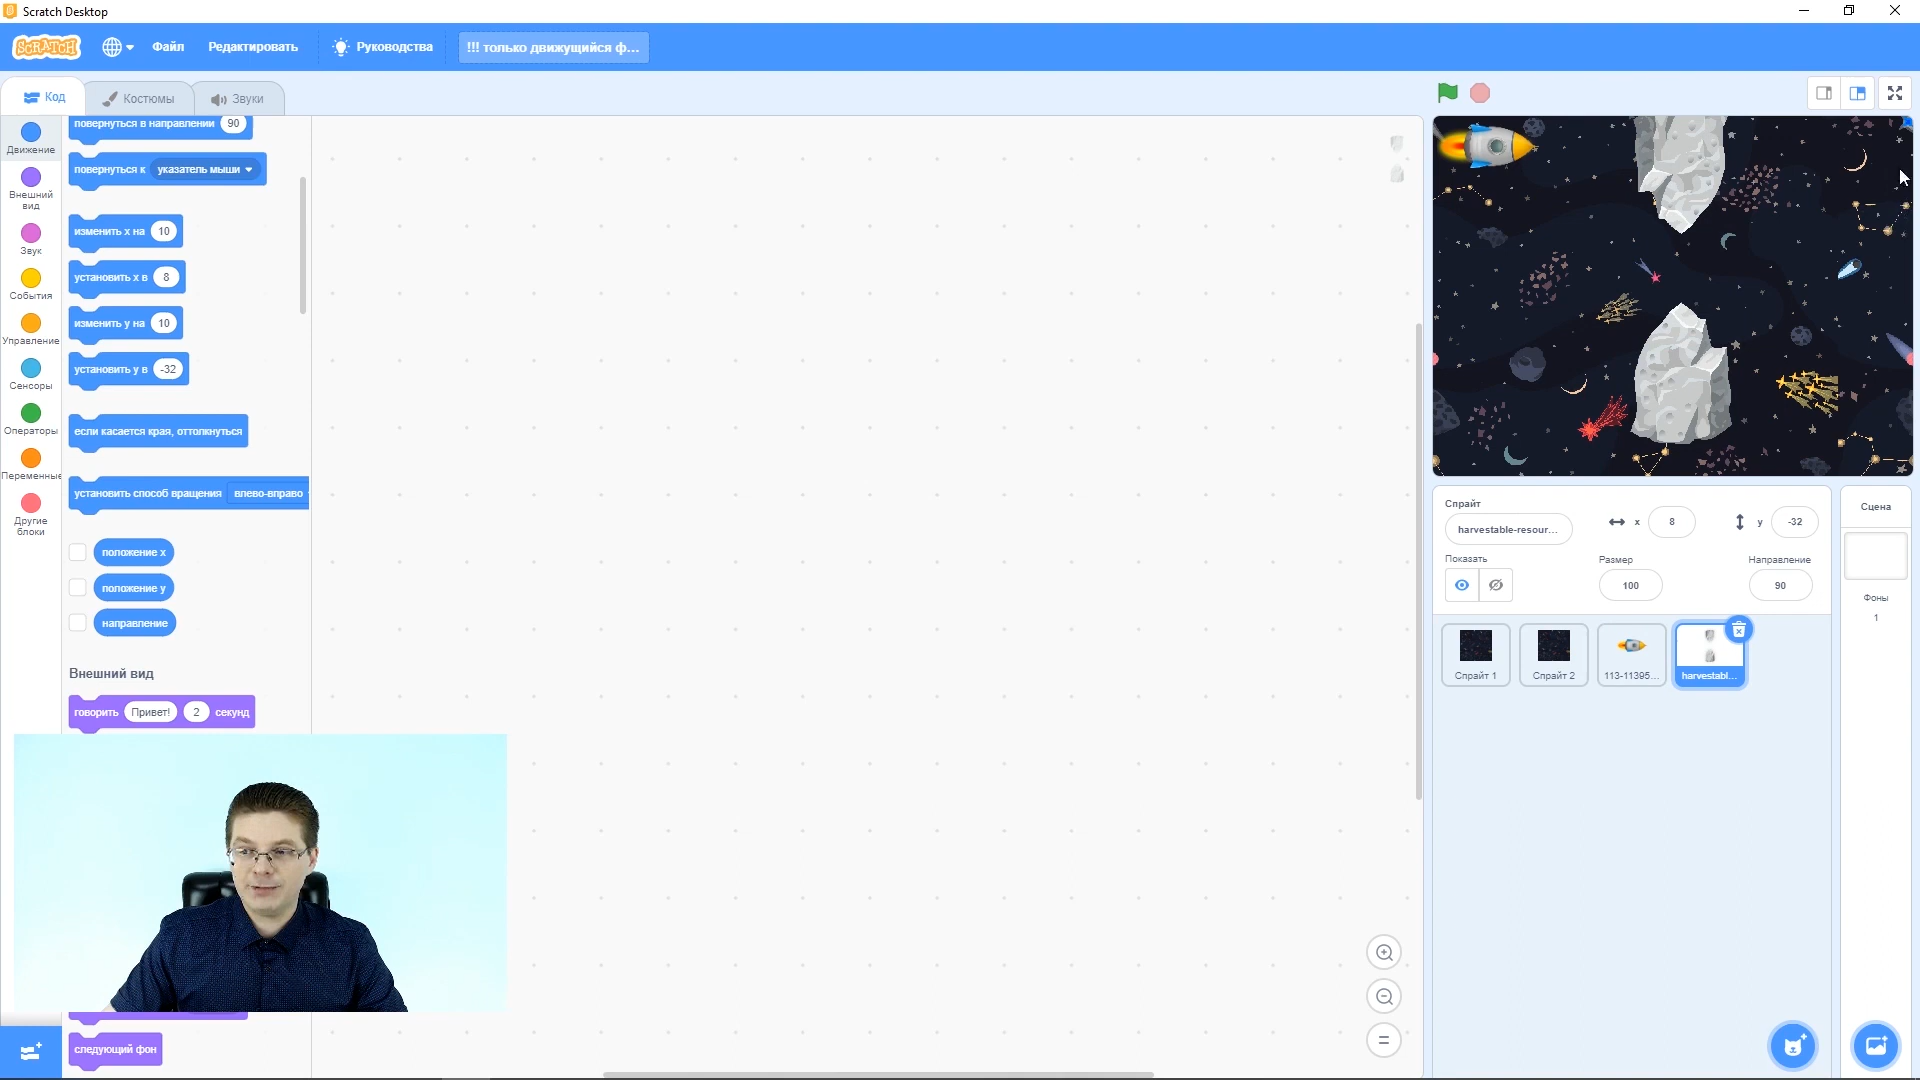 Scratch Desktop
SCRATCH
Файл
Редактировать
Руководства
!!! только движущийся ф...
Код
Костюмы
Звуки
Движение
Внешний
вид
Звук
События
Управление
Сенсоры
Операторы
Переменные
Другие
блоки
повернуться в направлении 90
повернуться к указатель мыши
изменить x на 10
установить x в 8
изменить y на 10
установить y в -32
если касается края, оттолкнуться
установить способ вращения влево-вправо
положение x
положение y
направление
Внешний вид
говорить Привет! 2 секунд
следующий фон
Спрайт
harvestable-resour...
x 8
y -32
Показать
Размер
100
Направление
90
Спрайт 1
Спрайт 2
113-11395...
harvestabl...
Сцена
Фоны
1